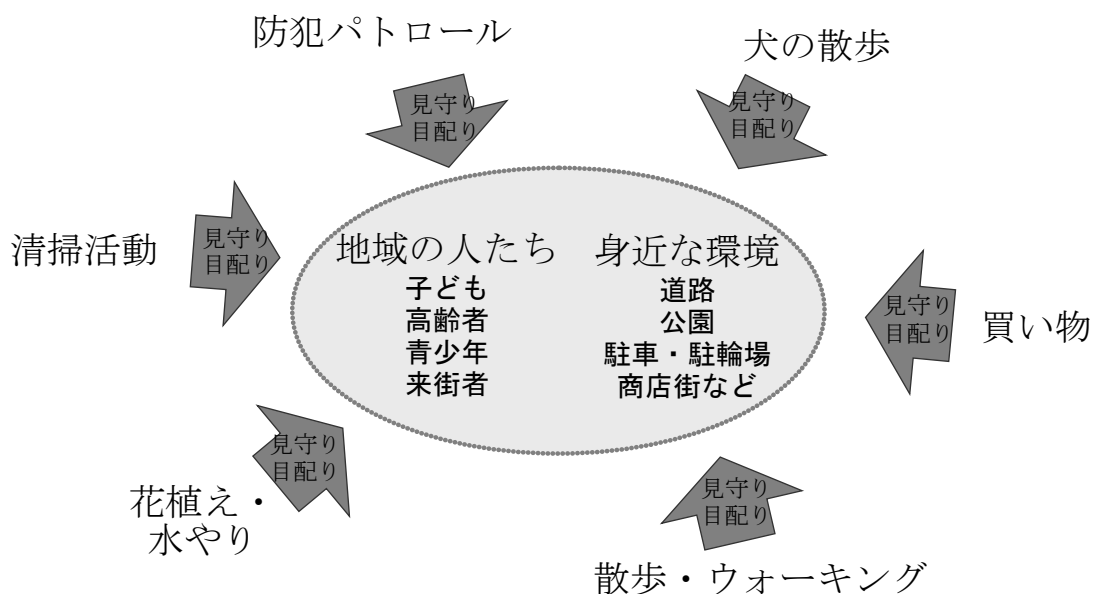 防犯パトロール
犬の散歩
見守り
目配り
見守り
目配り
清掃活動
見守り
目配り
地域の人たち
子ども
高齢者
青少年
来街者
身近な環境
道路
公園
駐車・駐輪場
商店街など
見守り
目配り
買い物
見守り
目配り
花植え・
水やり
見守り
目配り
散歩・ウォーキング